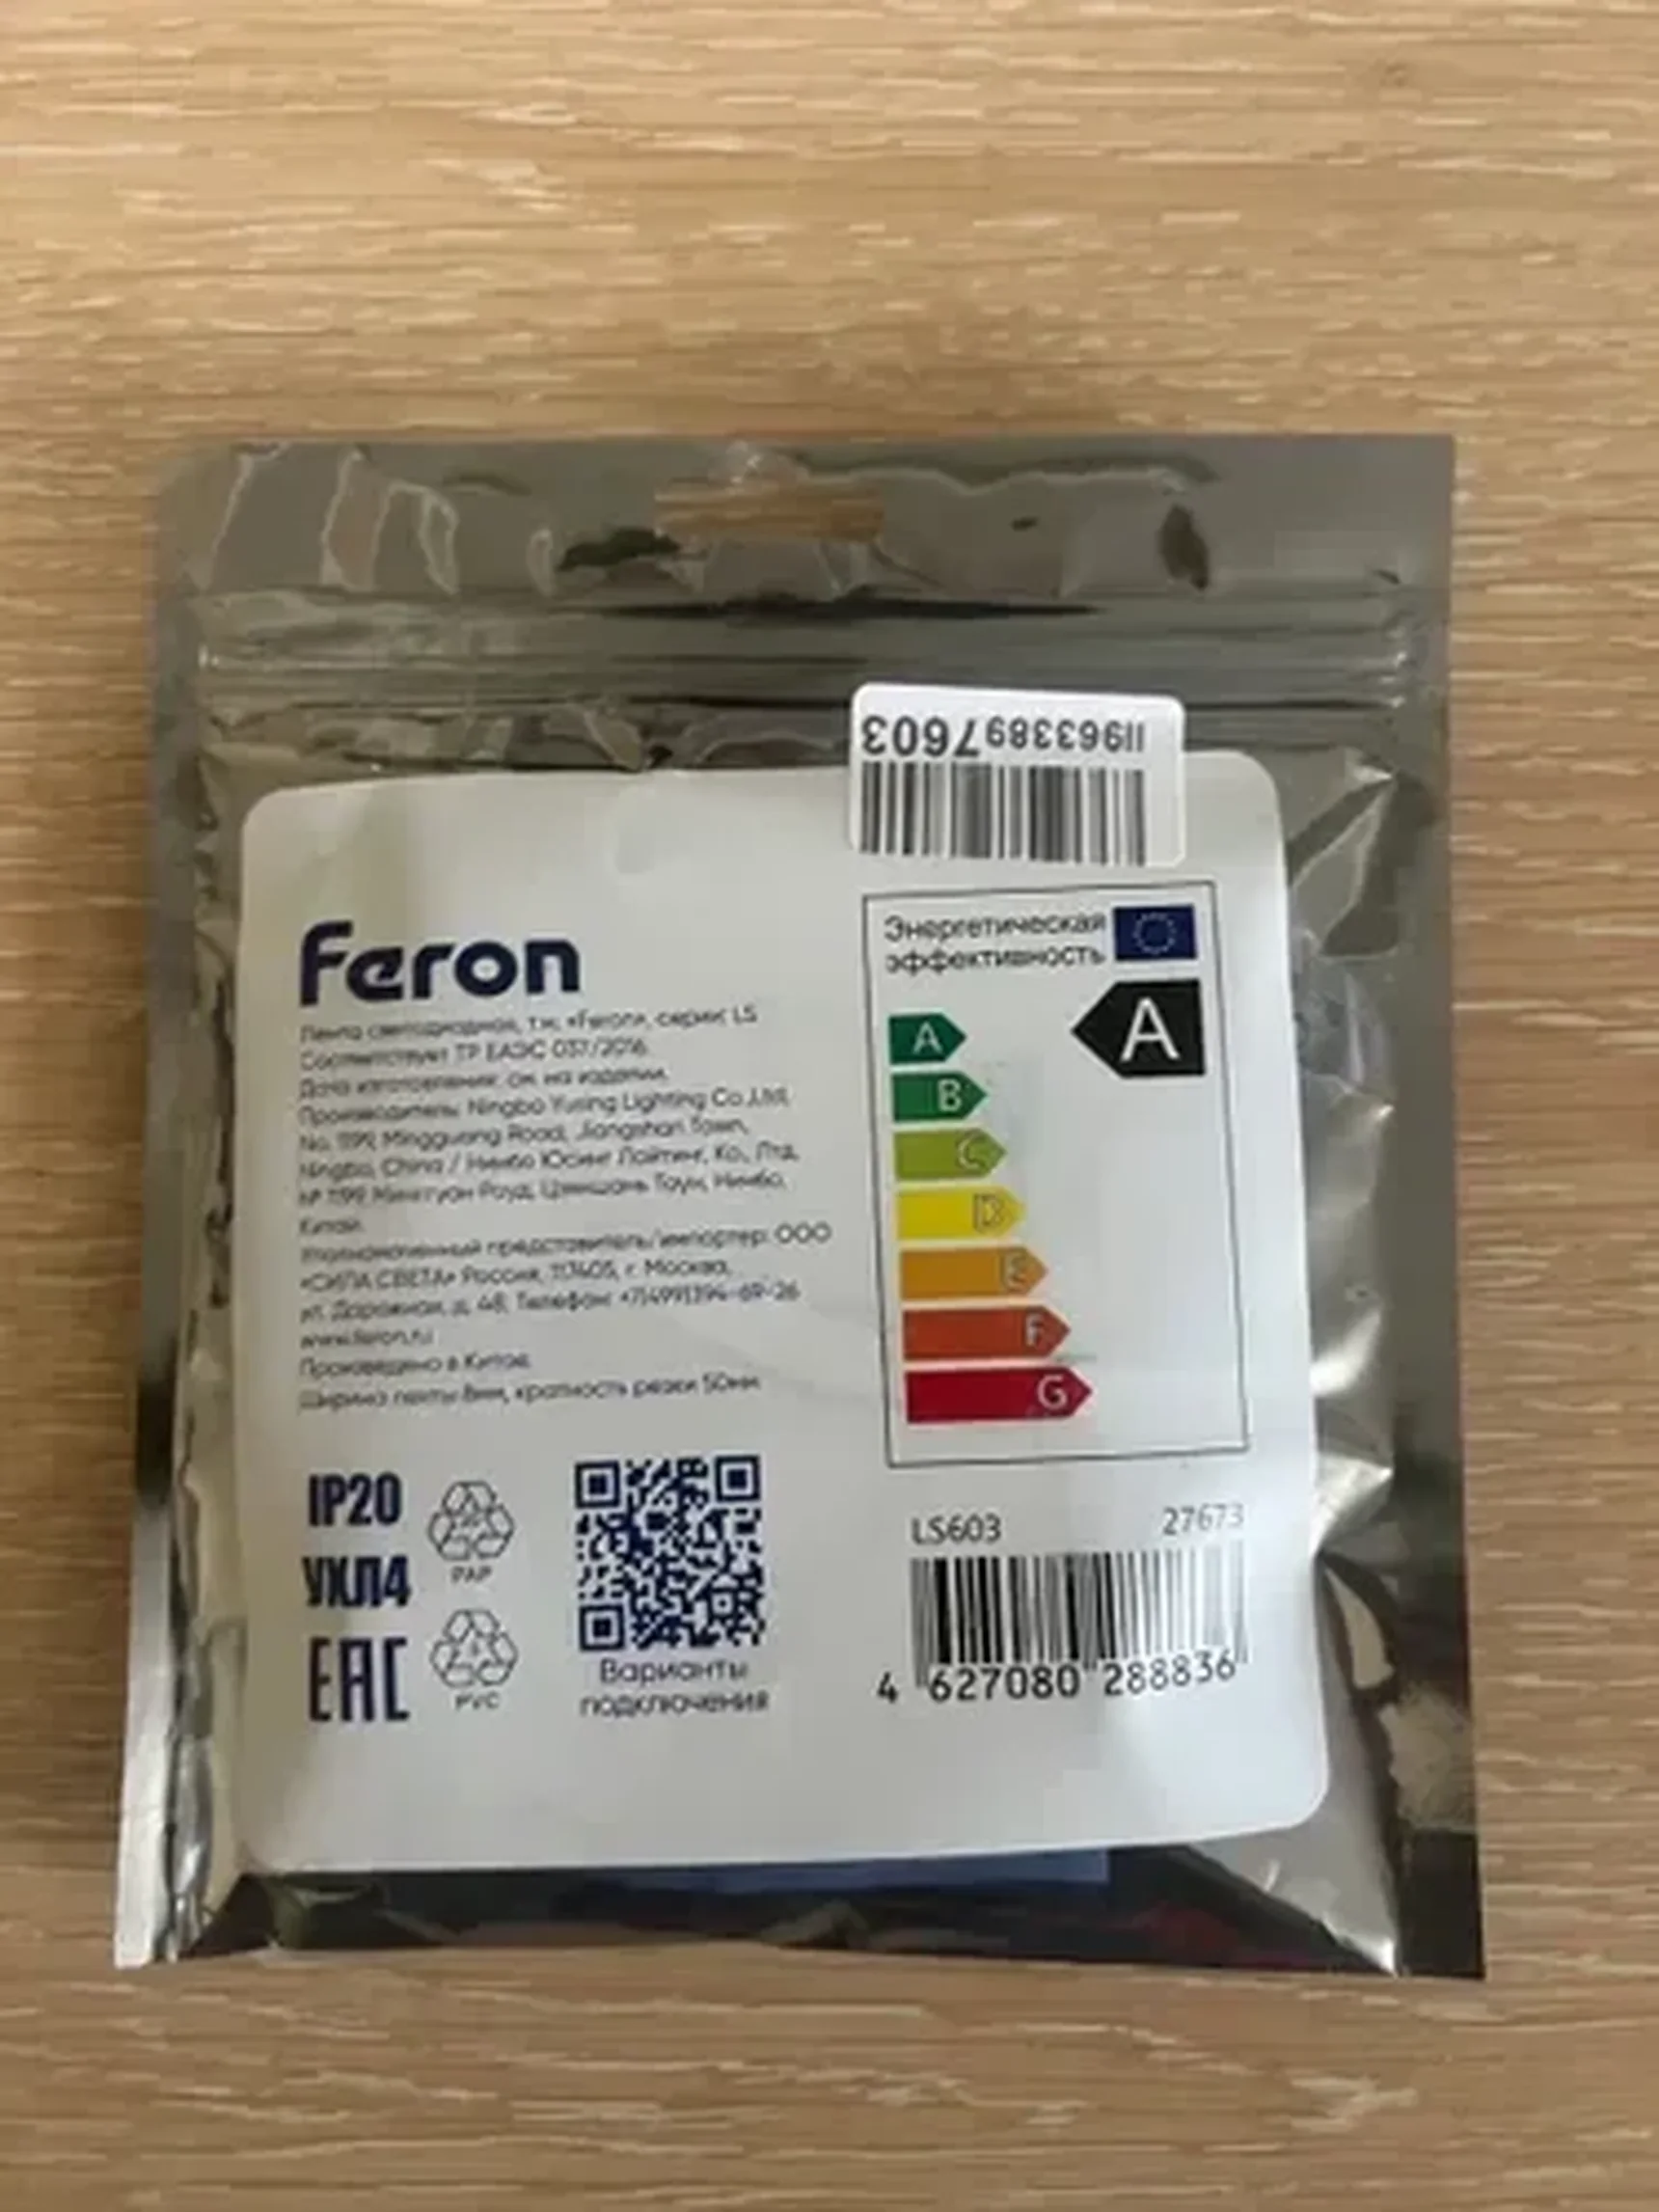 119633897603
Feron
Лента светодиодная, т.м. «Feron», серии: LS
Соответствует ТР ЕАЭС 037/2016
Дата изготовления: см. на изделии.
Производитель: Ningbo Yusing Lighting Co.,Ltd,
No. 1199, Mingguang Road, Jiangshan Town,
Ningbo, China / Нинбо Юсинг Лайтинг, Ко., Лтд,
№ 1199, Минггуан Роуд, Цзяншань Таун, Нинбо,
Китай.
Уполномоченный представитель/импортер: ООО
«СИЛА СВЕТА» Россия, 117405, г. Москва,
ул. Дорожная, д. 48, Телефон: +7(499)394-69-26
www.feron.ru
Произведено в Китае
Ширина ленты 8мм, кратность резки 50мм
Энергетическая
эффективность
A
A
B
C
D
E
F
G
IP20
УХЛ4
EAC
PAP
PVC
Варианты
подключения
LS603 27673
4 627080 288836